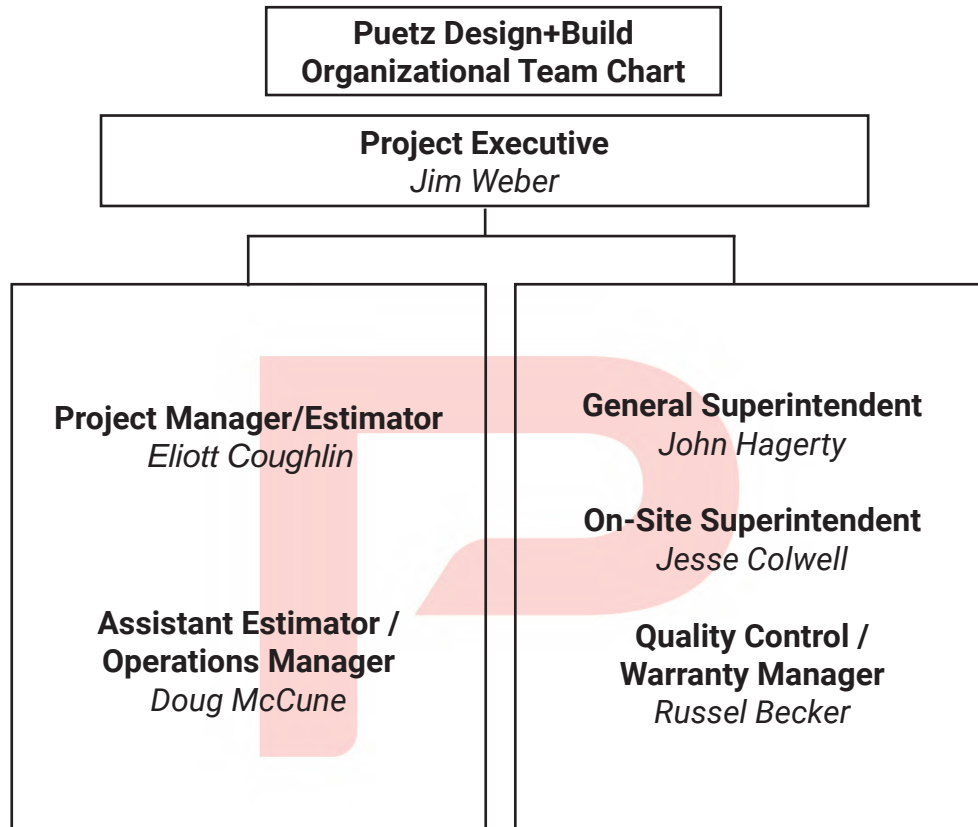 Puetz Design+Build
Organizational Team Chart
Project Executive
Jim Weber
Project Manager/Estimator
Eliott Coughlin
Assistant Estimator /
Operations Manager
Doug McCune
General Superintendent
John Hagerty
On-Site Superintendent
Jesse Colwell
Quality Control /
Warranty Manager
Russel Becker